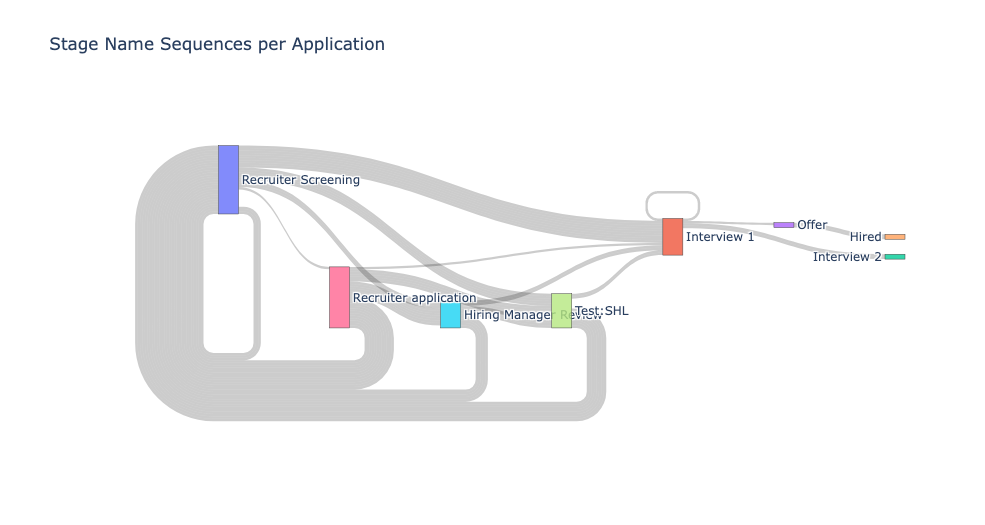 Stage Name Sequences per Application
Recruiter Screening
Interview 1
Offer
Hired
Interview 2
Recruiter application
Hiring Manager Review
Test:SHL